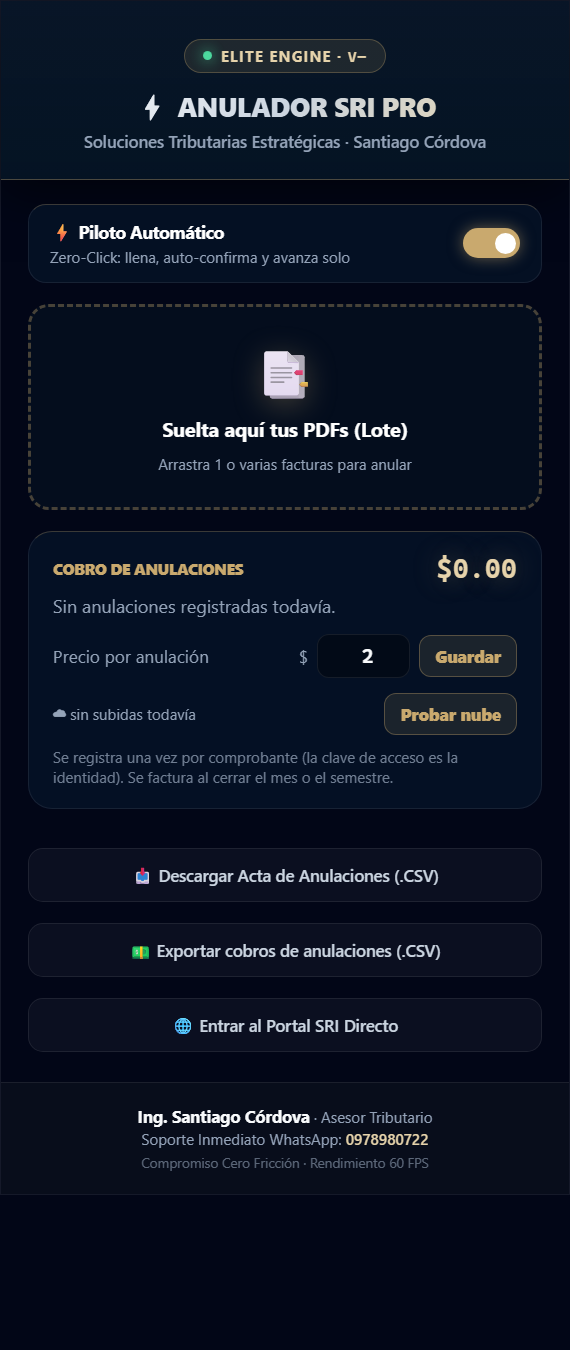 ELITE ENGINE · V—
ANULADOR SRI PRO
Soluciones Tributarias Estratégicas · Santiago Córdova
Piloto Automático
Zero-Click: llena, auto-confirma y avanza solo
Suelta aquí tus PDFs (Lote)
Arrastra 1 o varias facturas para anular
COBRO DE ANULACIONES
$0.00
Sin anulaciones registradas todavía.
Precio por anulación
$
2
Guardar
sin subidas todavía
Probar nube
Se registra una vez por comprobante (la clave de acceso es la
identidad). Se factura al cerrar el mes o el semestre.
Descargar Acta de Anulaciones (.CSV)
Exportar cobros de anulaciones (.CSV)
Entrar al Portal SRI Directo
Ing. Santiago Córdova · Asesor Tributario
Soporte Inmediato WhatsApp: 0978980722
Compromiso Cero Fricción · Rendimiento 60 FPS